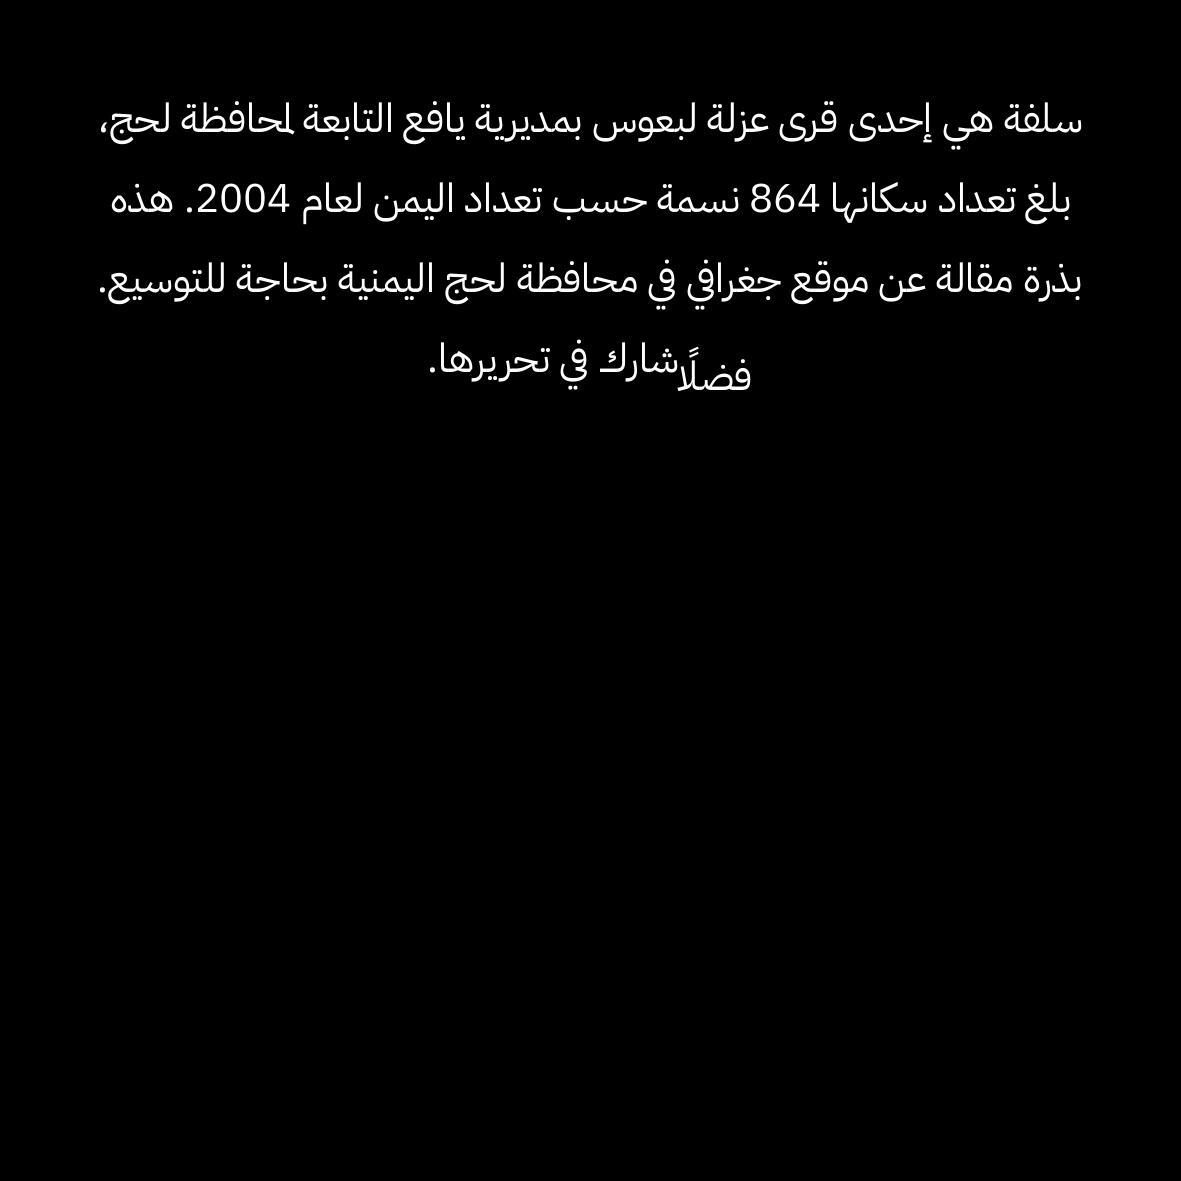 سلفة هي إحدى قرى عزلة لبعوس بمديرية يافع التابعة لمحافظة لحج،
بلغ تعداد سكانها 864 نسمة حسب تعداد اليمن لعام 2004. هذه
بذرة مقالة عن موقع جغرافي في محافظة لحج اليمنية بحاجة للتوسيع.
فضلًا شارك في تحريرها.